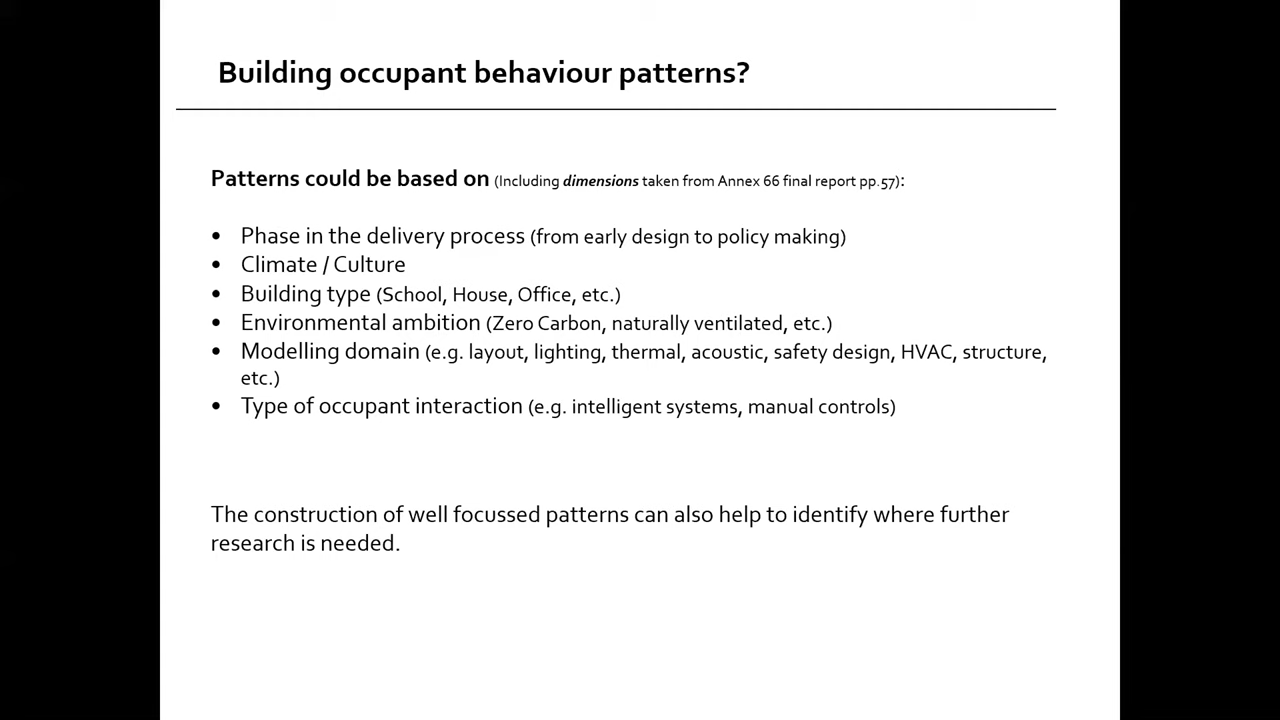 Building occupant behaviour patterns?
Patterns could be based on (Including dimensions taken from Annex 66 final report pp.57):
• Phase in the delivery process (from early design to policy making)
• Climate / Culture
• Building type (School, House, Office, etc.)
• Environmental ambition (Zero Carbon, naturally ventilated, etc.)
• Modelling domain (e.g. layout, lighting, thermal, acoustic, safety design, HVAC, structure,
etc.)
• Type of occupant interaction (e.g. intelligent systems, manual controls)
The construction of well focussed patterns can also help to identify where further
research is needed.